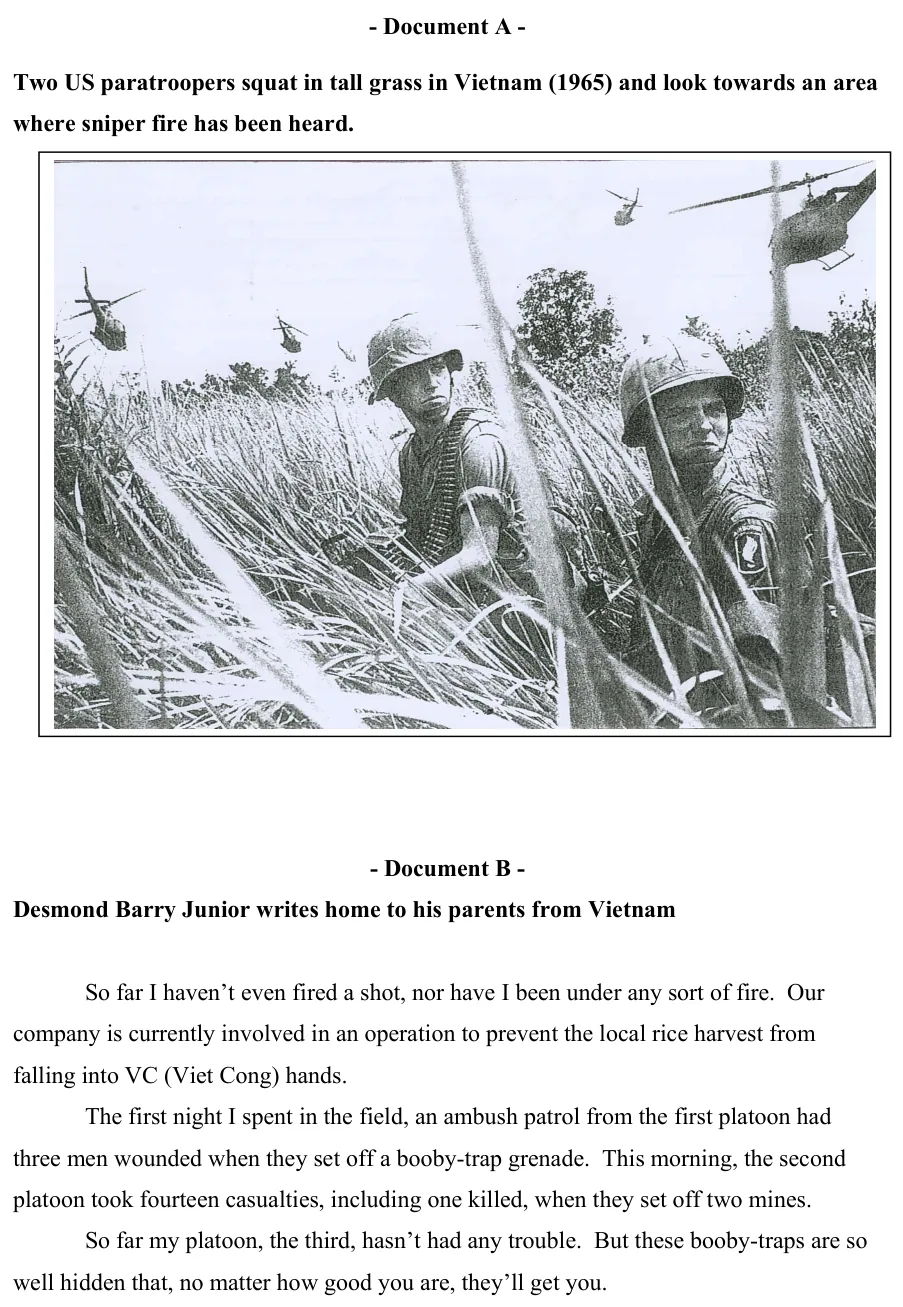 - Document A -
Two US paratroopers squat in tall grass in Vietnam (1965) and look towards an area
where sniper fire has been heard.
- Document B -
Desmond Barry Junior writes home to his parents from Vietnam
So far I haven’t even fired a shot, nor have I been under any sort of fire.  Our
company is currently involved in an operation to prevent the local rice harvest from
falling into VC (Viet Cong) hands.
The first night I spent in the field, an ambush patrol from the first platoon had
three men wounded when they set off a booby-trap grenade.  This morning, the second
platoon took fourteen casualties, including one killed, when they set off two mines.
So far my platoon, the third, hasn’t had any trouble.  But these booby-traps are so
well hidden that, no matter how good you are, they’ll get you.